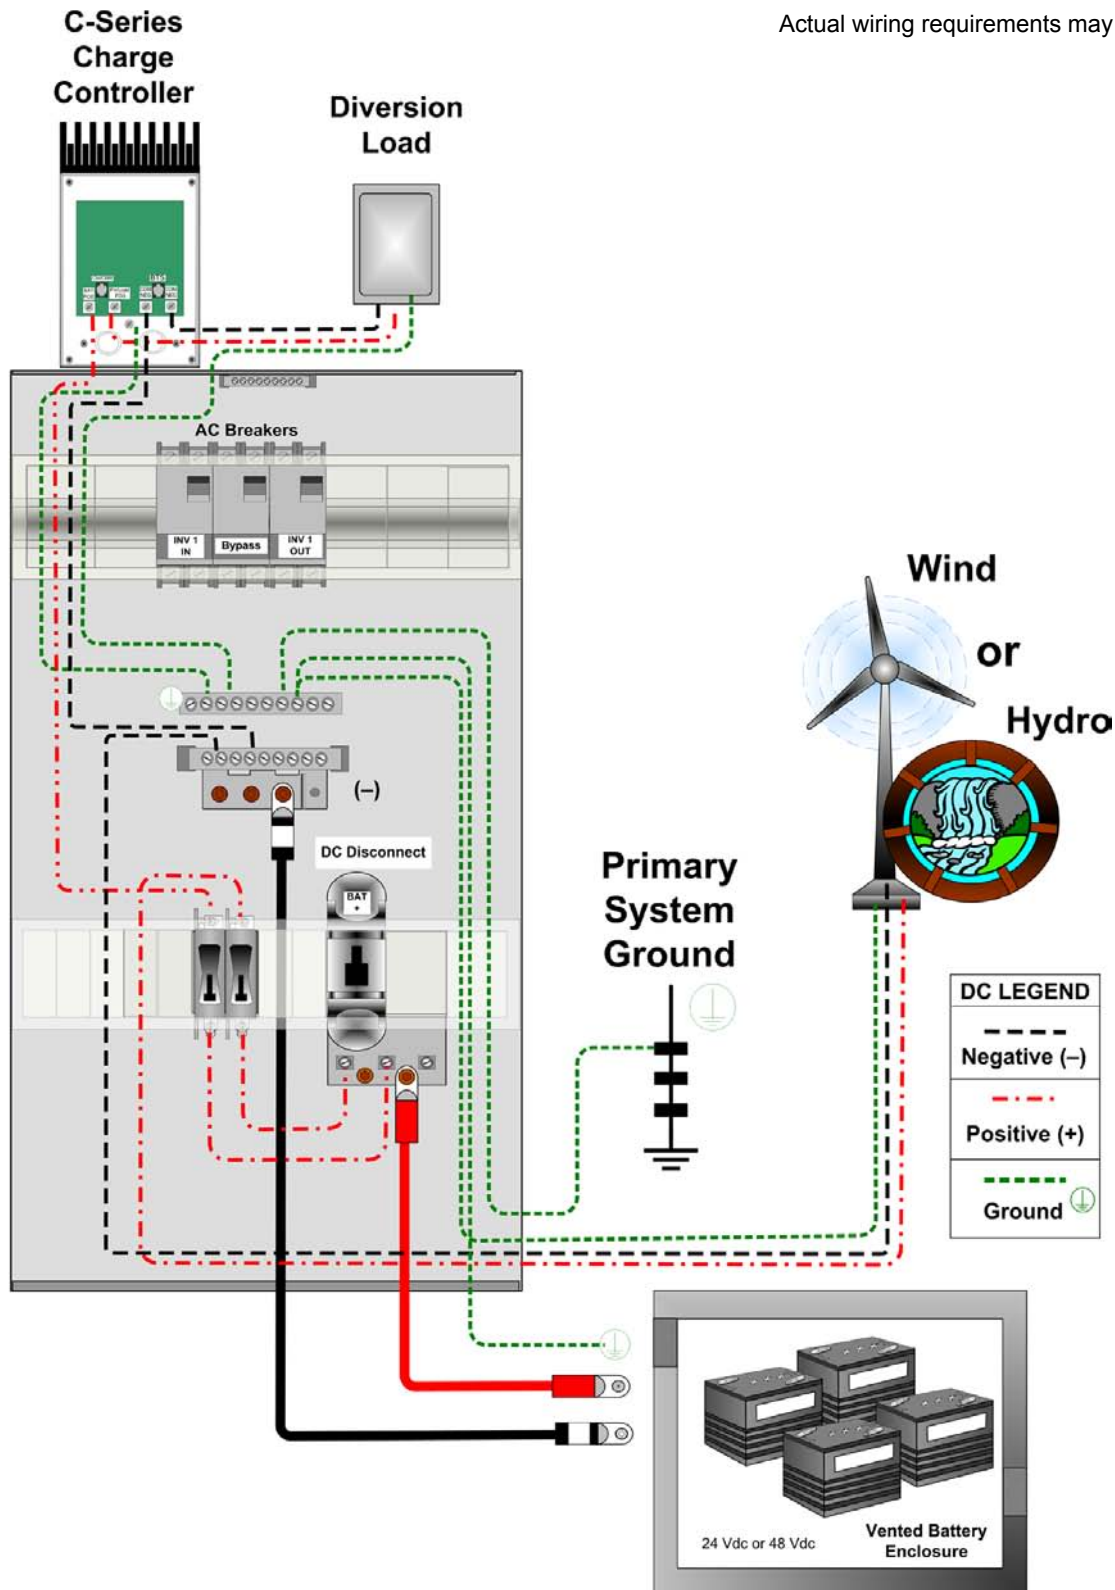 Actual wiring requirements may
C-Series
Charge
Controller
Diversion
Load
BTS
AC Breakers
INV 1
IN
Bypass
INV 1
OUT
(–)
DC Disconnect
BAT
+
Wind
or
Hydro
Primary
System
Ground
DC LEGEND
Negative (–)
Positive (+)
Ground
24 Vdc or 48 Vdc
Vented Battery
Enclosure